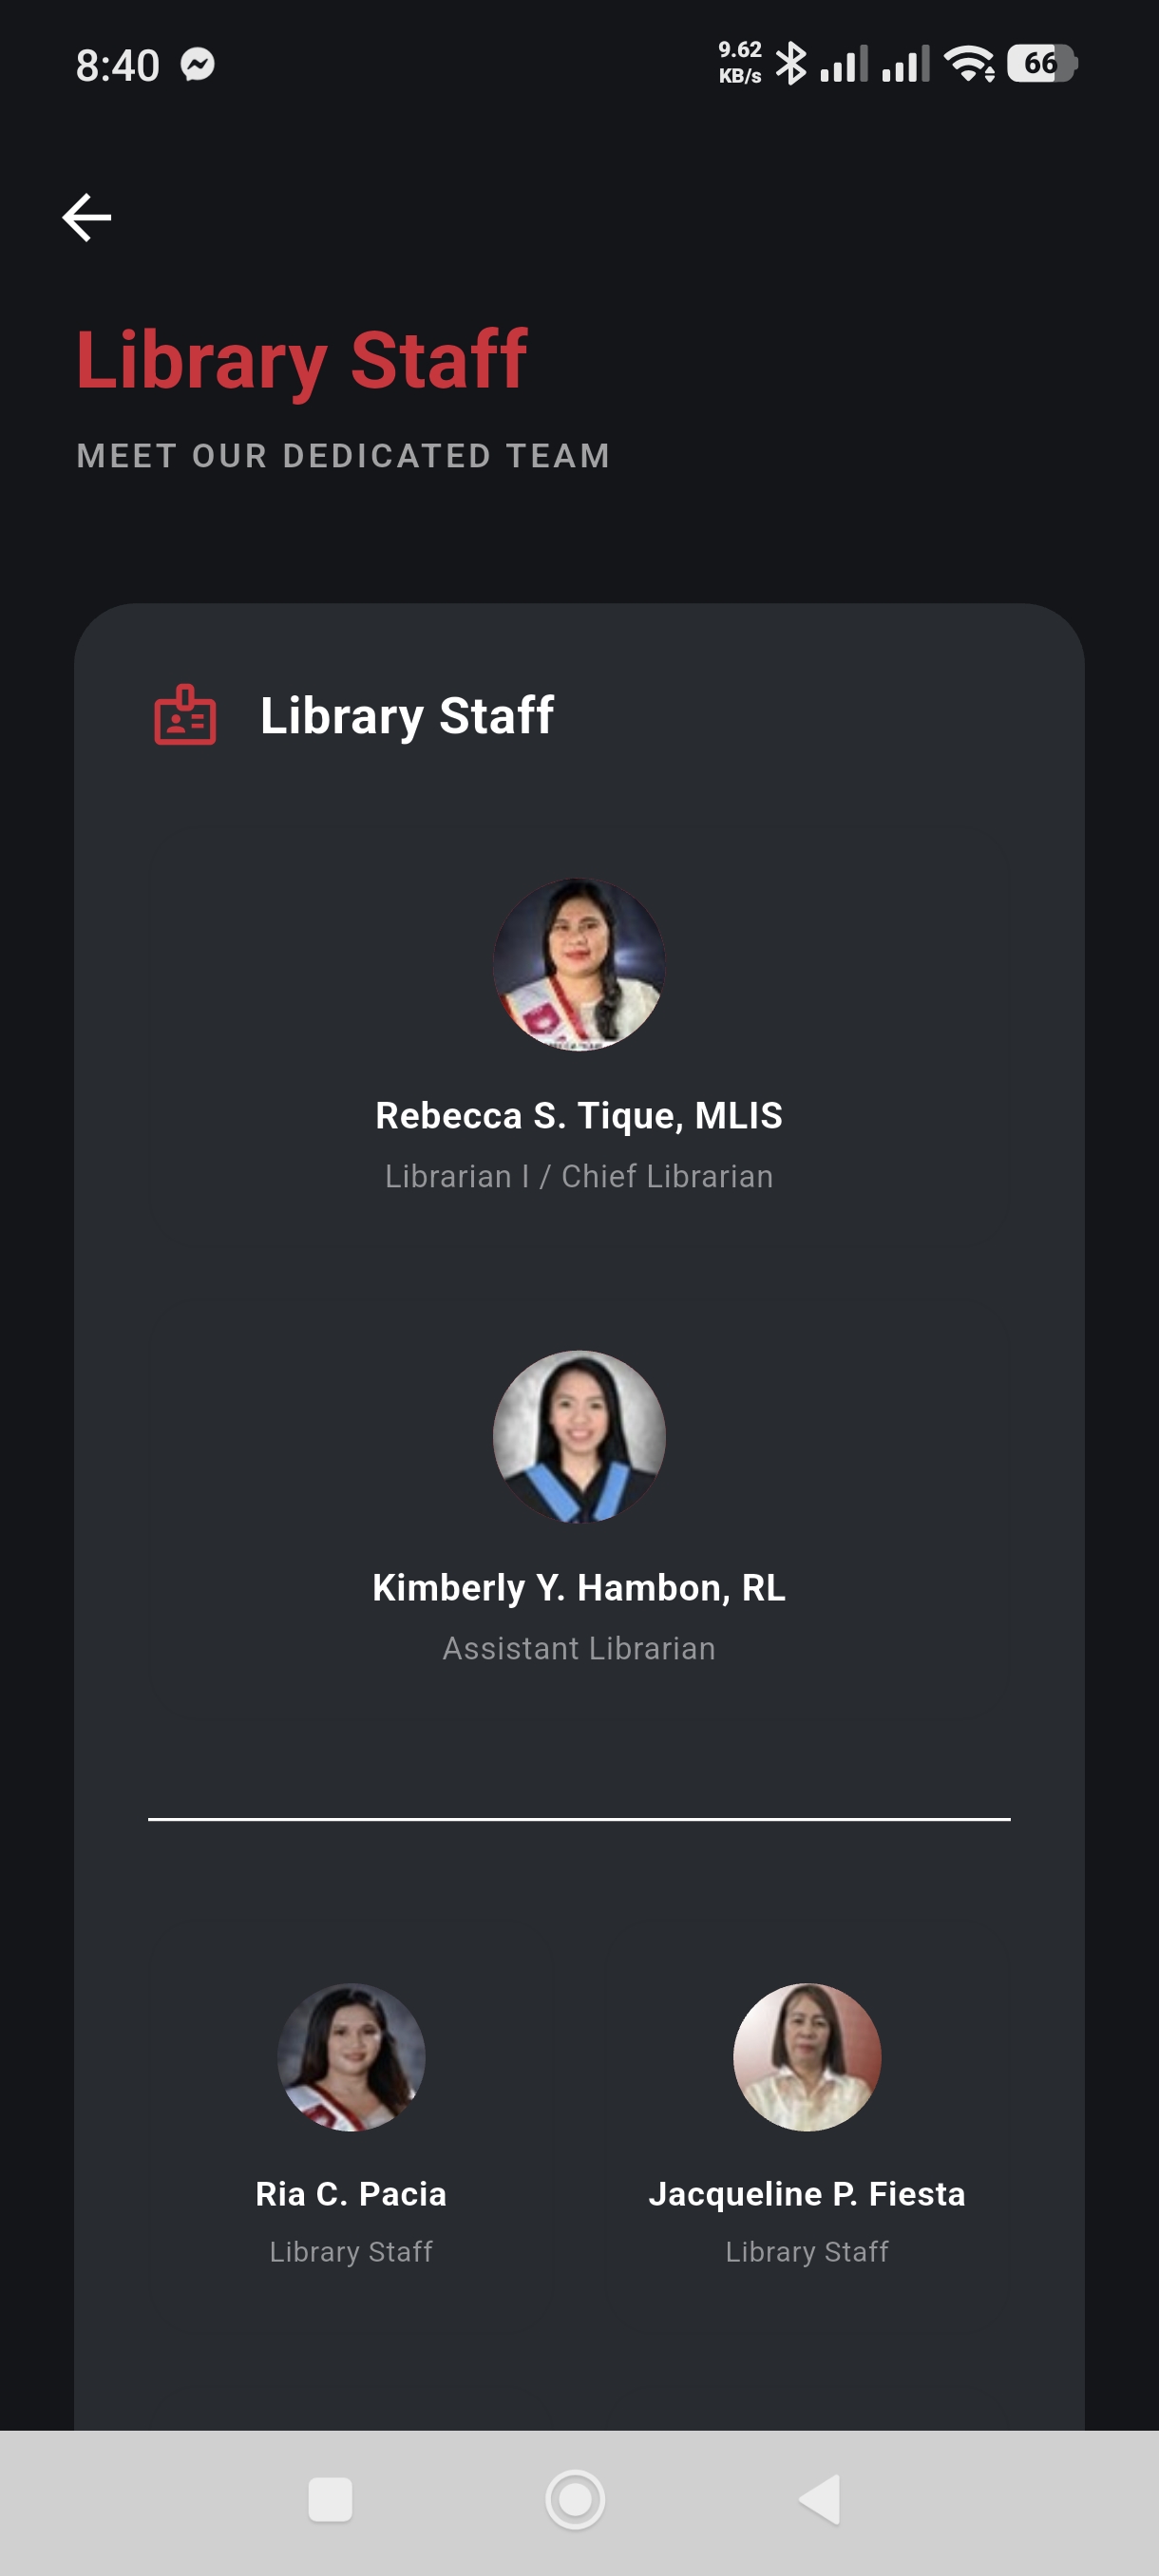 8:40
9.62
KB/s
66
Library Staff
MEET OUR DEDICATED TEAM
Library Staff
Rebecca S. Tique, MLIS
Librarian I / Chief Librarian
Kimberly Y. Hambon, RL
Assistant Librarian
Ria C. Pacia
Jacqueline P. Fiesta
Library Staff
Library Staff